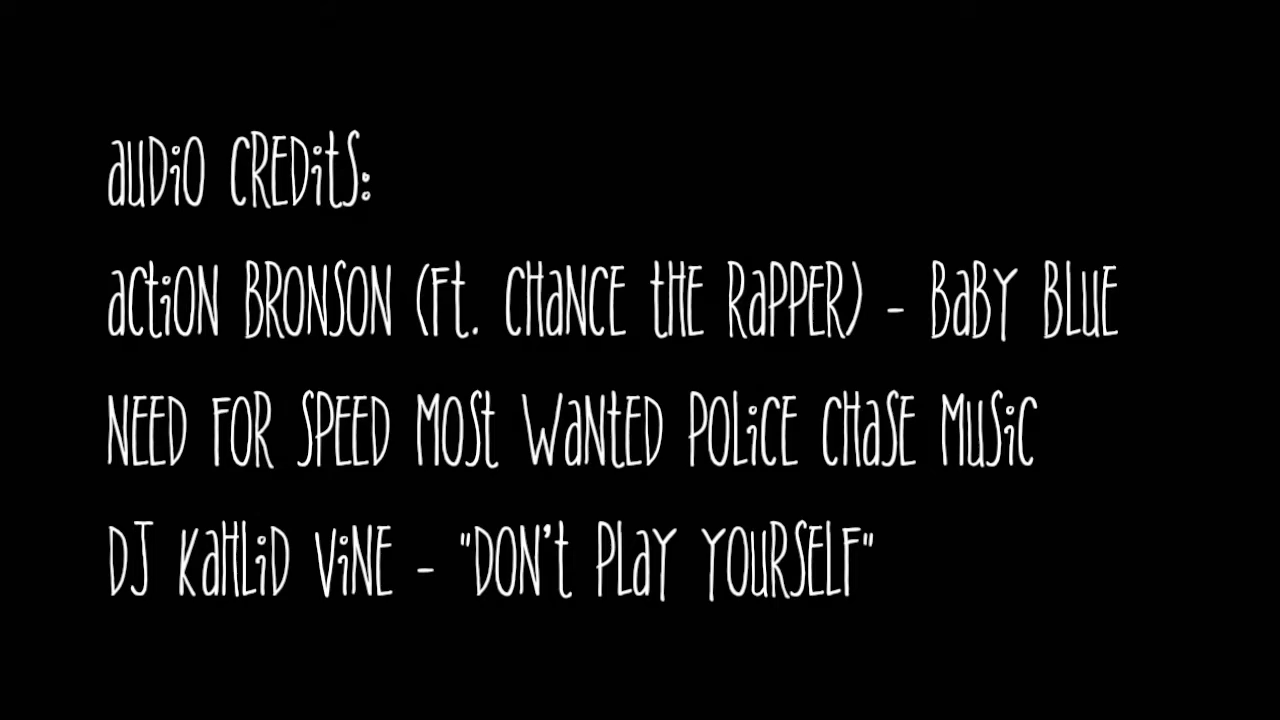 audio credits:
action Bronson (ft. chance the rapper) - Baby Blue
need for speed most wanted police chase music
DJ Kahlid Vine - "Don't play yourself"